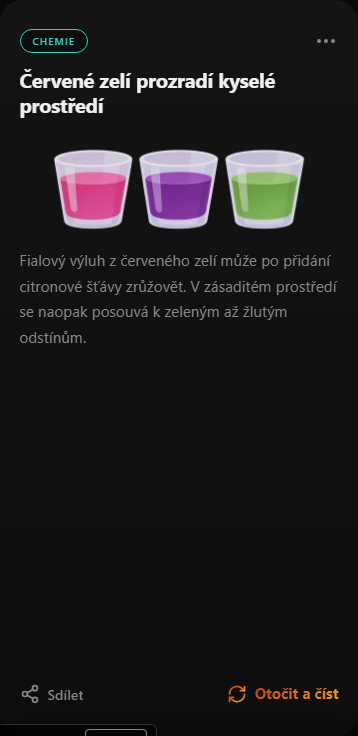 CHEMIE
Červené zelí prozradí kyselé
prostředí
Fialový výluh z červeného zelí může po přidání
citronové šťávy zrůžovět. V zásaditém prostředí
se naopak posouvá k zeleným až žlutým
odstínům.
Sdílet
Otočit a číst